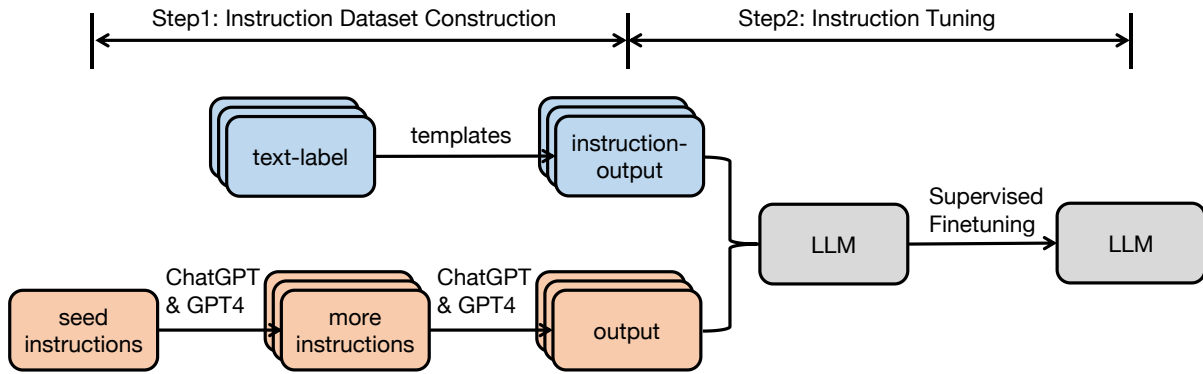 Step1: Instruction Dataset Construction
Step2: Instruction Tuning
text-label
templates
instruction-
output
LLM
Supervised
Finetuning
LLM
seed
instructions
ChatGPT
& GPT4
more
instructions
ChatGPT
& GPT4
output